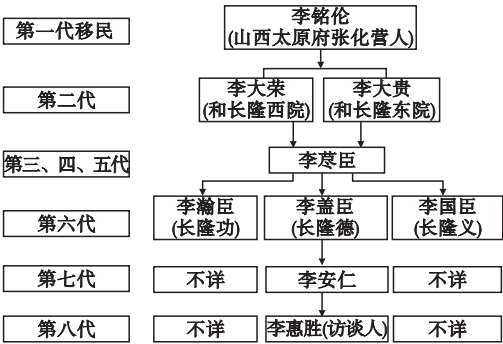 第一代移民
李铭伦
(山西太原府张化营人)
第二代
李大荣
(和长隆西院)
李大贵
(和长隆东院)
第三、四、五代
李荩臣
第六代
李瀚臣
(长隆功)
李盖臣
(长隆德)
李国臣
(长隆义)
第七代
不详
李安仁
不详
第八代
不详
李惠胜(访谈人)
不详